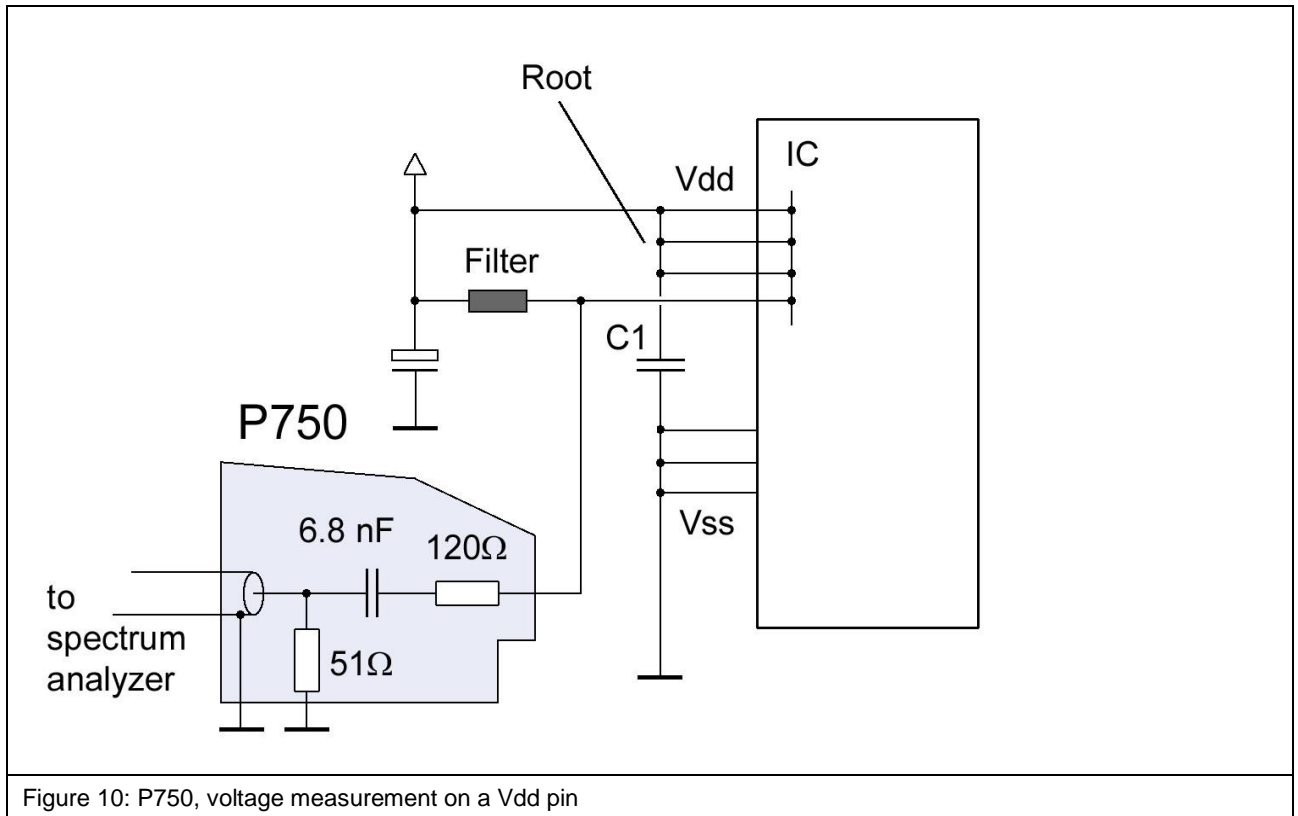 Root
IC
Vdd
Filter
C1
P750
6.8 nF
120Ω
Vss
to
spectrum
analyzer
51Ω
Figure 10: P750, voltage measurement on a Vdd pin